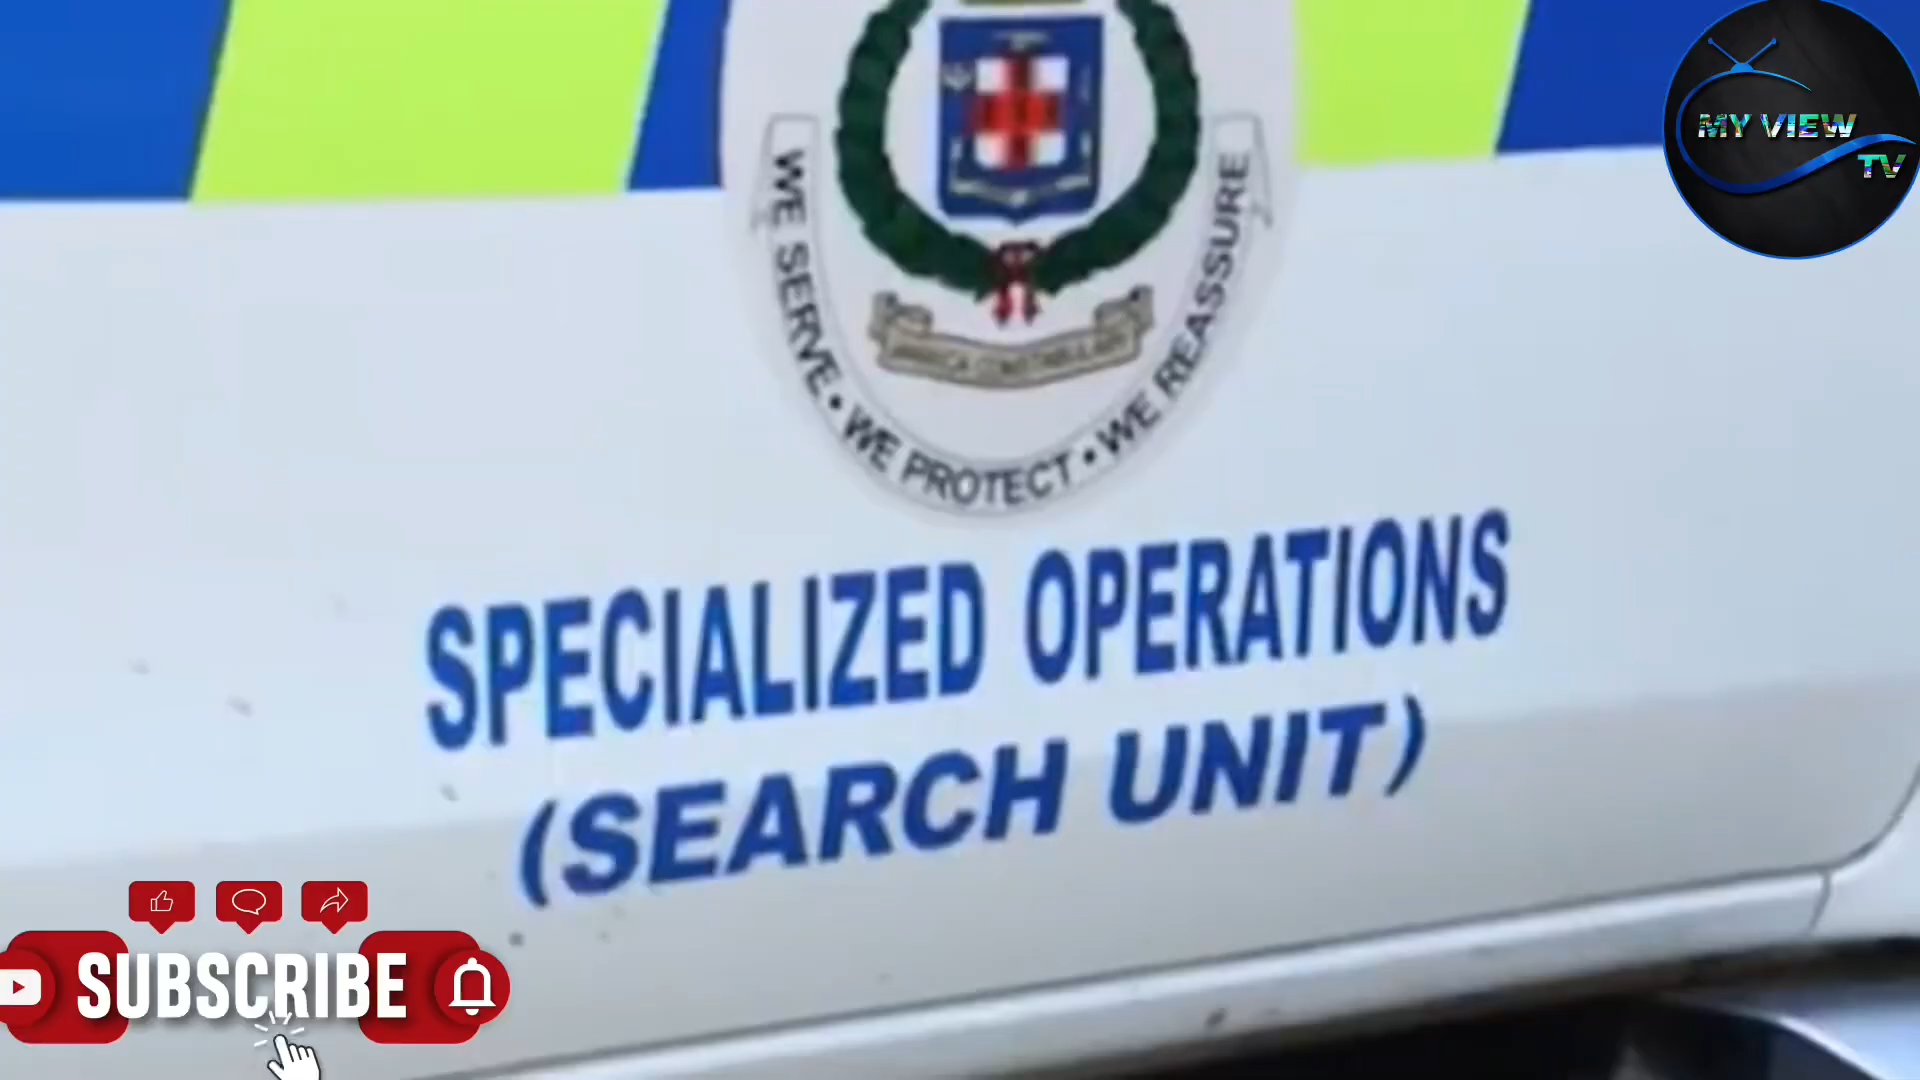 MY VIEW
TV
WE SERVE • WE PROTECT • WE REASSURE
SPECIALIZED OPERATIONS
(SEARCH UNIT)
SUBSCRIBE